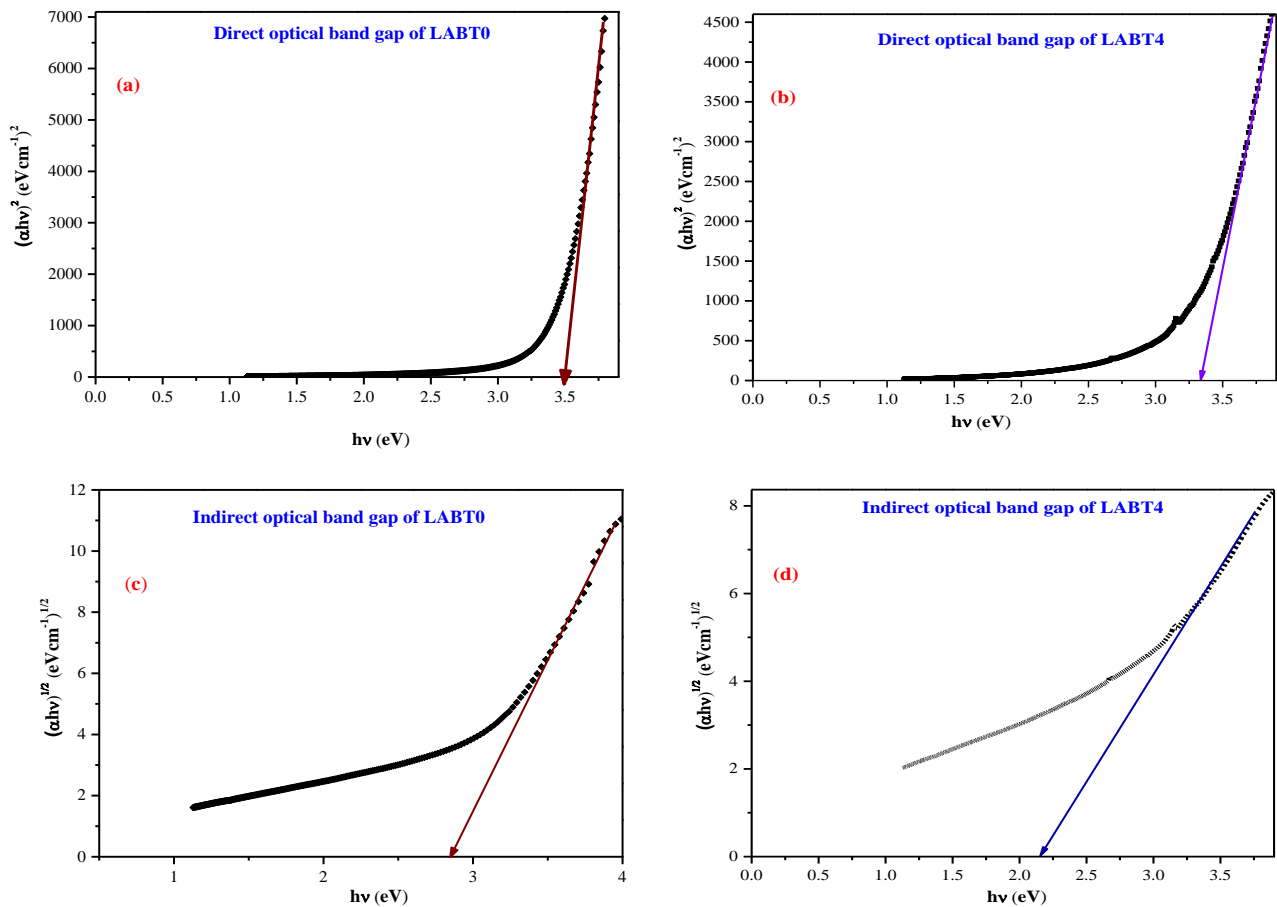 Direct optical band gap of LABT0
(a)
(αhν)² (eVcm⁻¹)²
7000
6000
5000
4000
3000
2000
1000
0
0.0 0.5 1.0 1.5 2.0 2.5 3.0 3.5
hν (eV)
Direct optical band gap of LABT4
(b)
(αhν)² (eVcm⁻¹)²
4500
4000
3500
3000
2500
2000
1500
1000
500
0
0.0 0.5 1.0 1.5 2.0 2.5 3.0 3.5
hν (eV)
Indirect optical band gap of LABT0
(c)
(αhν)¹/² (eVcm⁻¹)¹/²
12
10
8
6
4
2
0
1 2 3 4
hν (eV)
Indirect optical band gap of LABT4
(d)
(αhν)¹/² (eVcm⁻¹)¹/²
8
6
4
2
0
0.0 0.5 1.0 1.5 2.0 2.5 3.0 3.5
hν (eV)